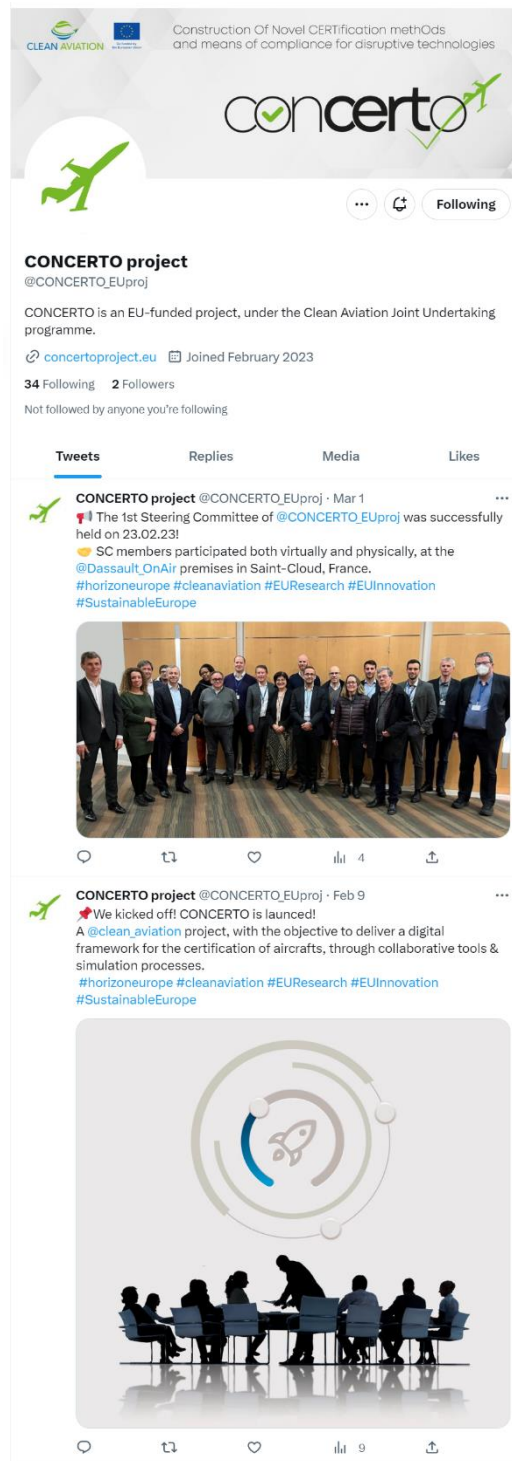 CLEAN AVIATION
Construction Of Novel CERTification methOds
and means of compliance for disruptive technologies
concerto
Following
CONCERTO project
@CONCERTO_EUproj
CONCERTO is an EU-funded project, under the Clean Aviation Joint Undertaking
programme.
concertoproject.eu Joined February 2023
34 Following 2 Followers
Not followed by anyone you're following
Tweets Replies Media Likes
CONCERTO project @CONCERTO_EUproj · Mar 1
The 1st Steering Committee of @CONCERTO_EUproj was successfully
held on 23.02.23!
SC members participated both virtually and physically, at the
@Dassault_OnAir premises in Saint-Cloud, France.
#horizoneurope #cleanaviation #EUResearch #EUInnovation
#SustainableEurope
4
CONCERTO project @CONCERTO_EUproj · Feb 9
We kicked off! CONCERTO is launced!
A @clean_aviation project, with the objective to deliver a digital
framework for the certification of aircrafts, through collaborative tools &
simulation processes.
#horizoneurope #cleanaviation #EUResearch #EUInnovation
#SustainableEurope
9